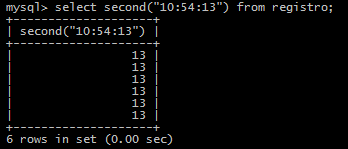 mysql> select second("10:54:13") from registro;
+--------------------+
| second("10:54:13") |
+--------------------+
|                 13 |
|                 13 |
|                 13 |
|                 13 |
|                 13 |
|                 13 |
+--------------------+
6 rows in set (0.00 sec)